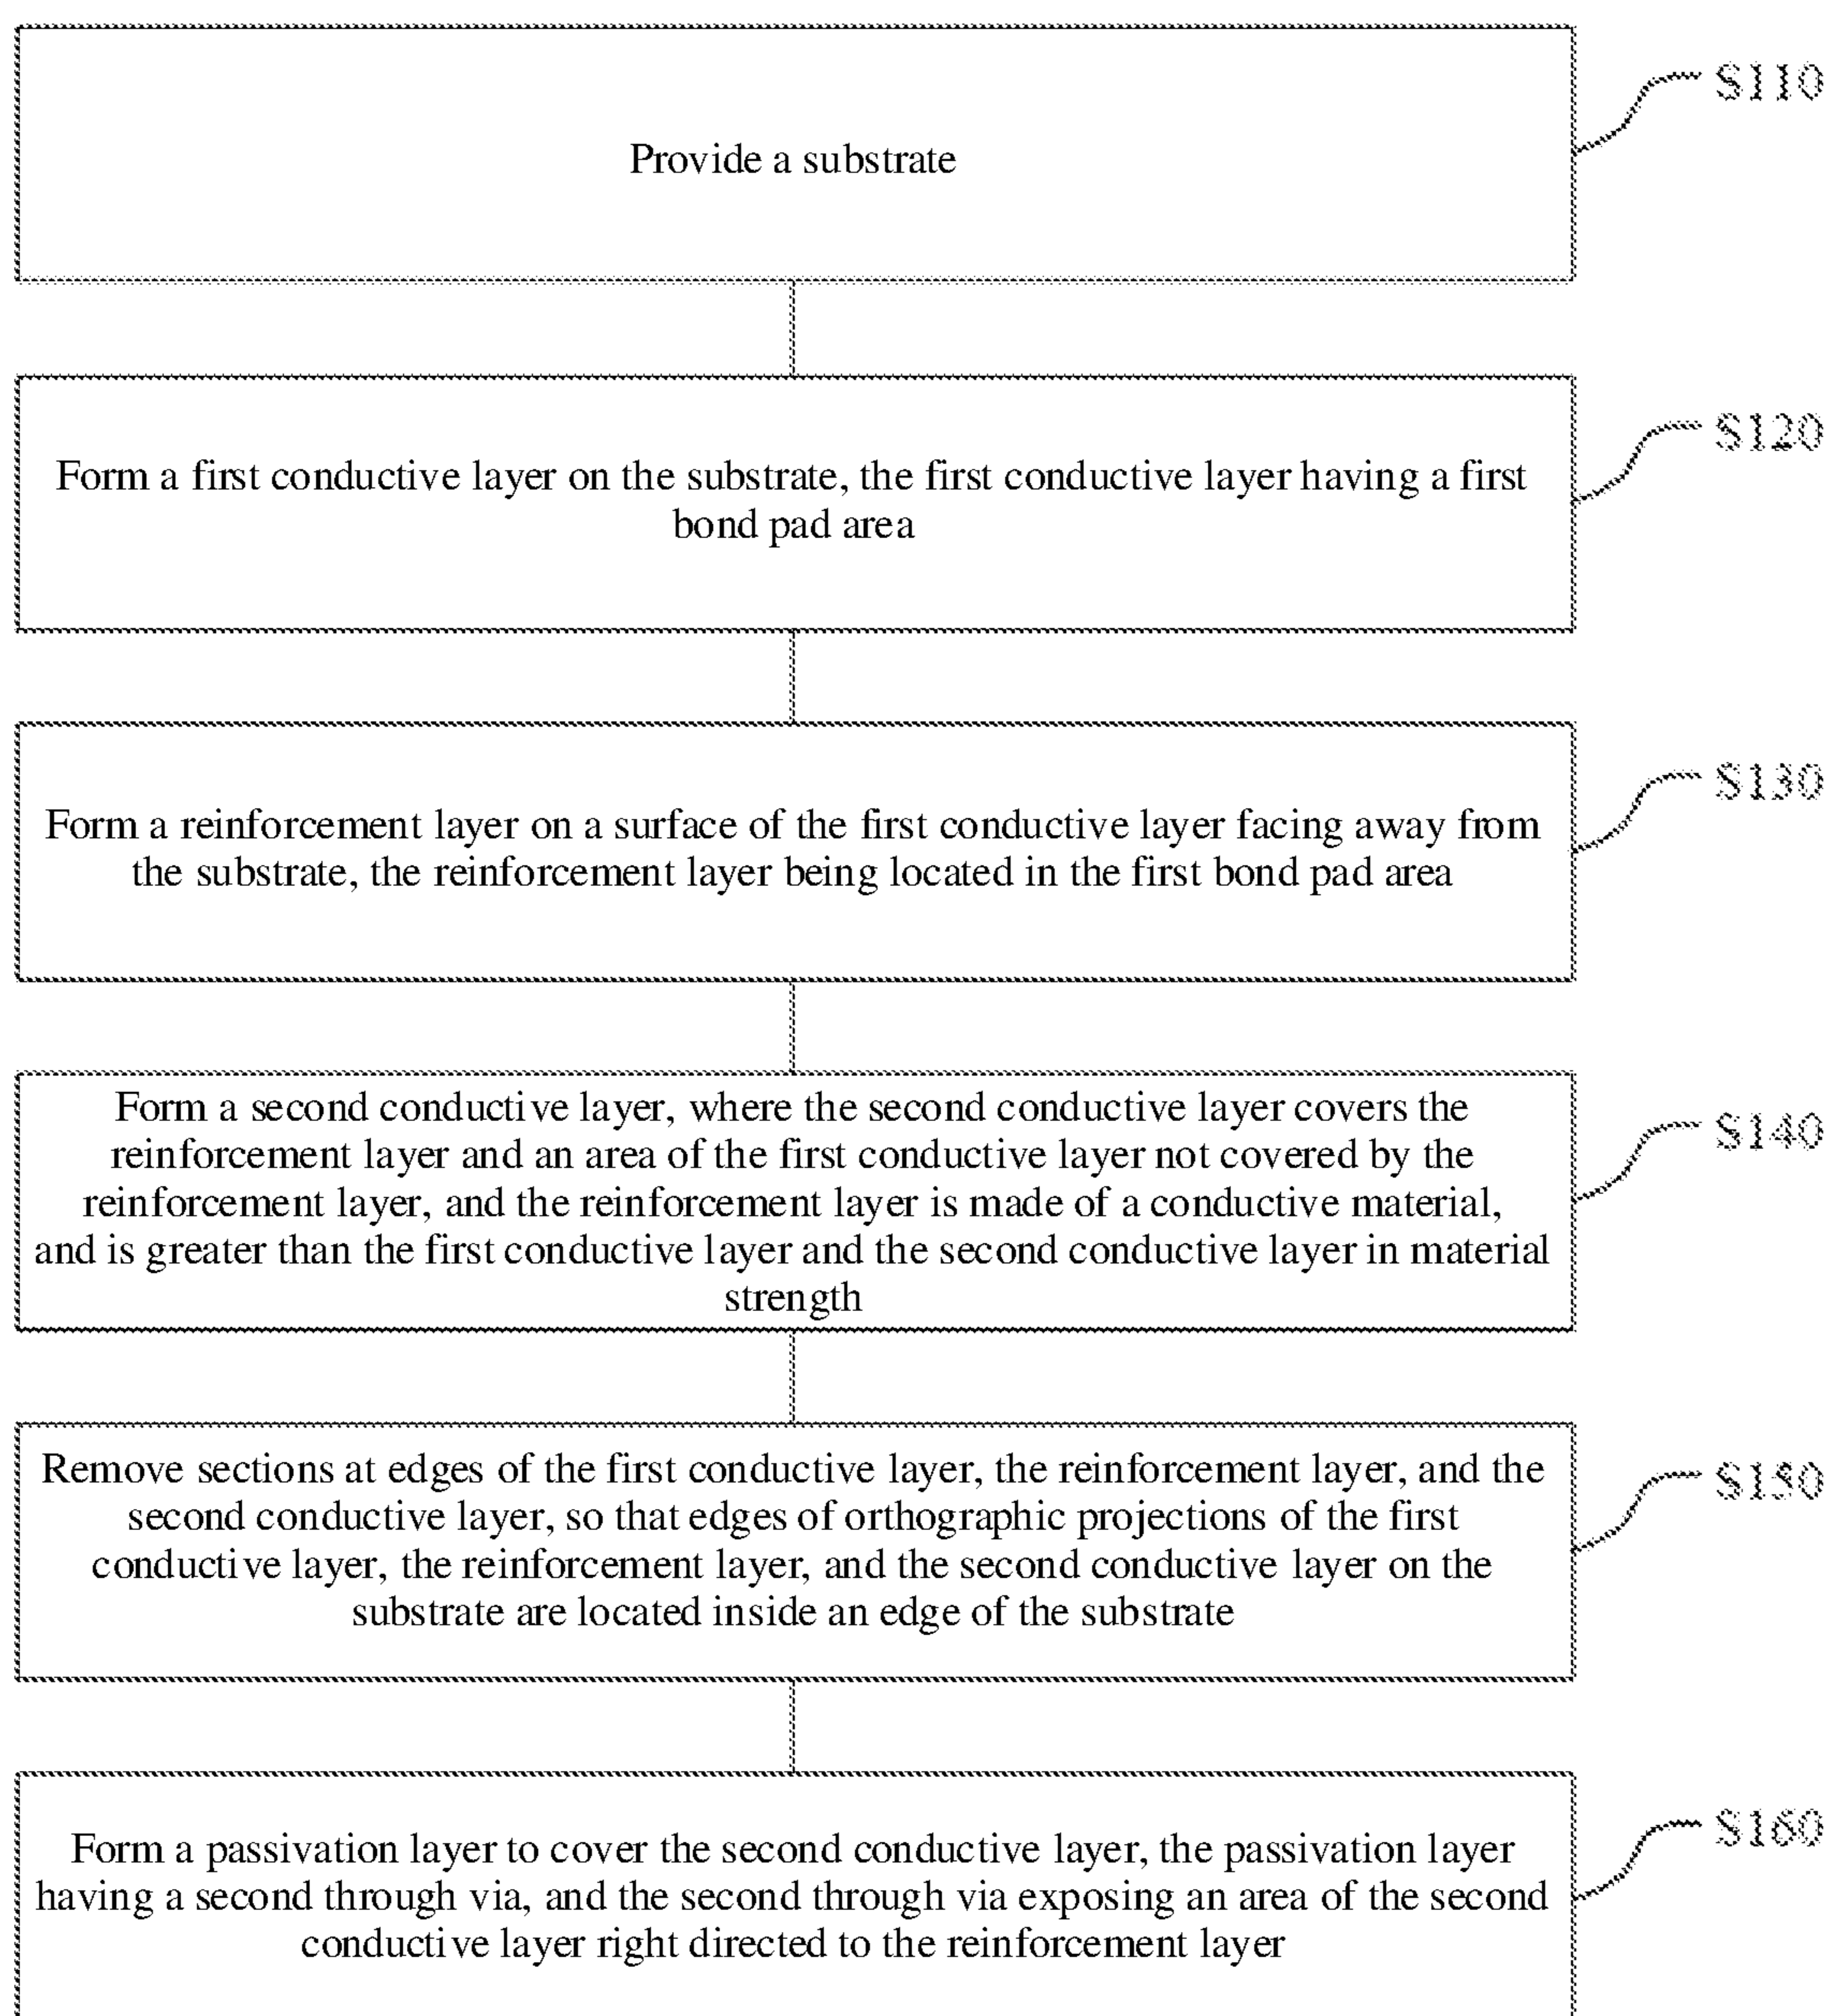 S110
Provide a substrate
S120
Form a first conductive layer on the substrate, the first conductive layer having a first
bond pad area
S130
Form a reinforcement layer on a surface of the first conductive layer facing away from
the substrate, the reinforcement layer being located in the first bond pad area
S140
Form a second conductive layer, where the second conductive layer covers the
reinforcement layer and an area of the first conductive layer not covered by the
reinforcement layer, and the reinforcement layer is made of a conductive material,
and is greater than the first conductive layer and the second conductive layer in material
strength
S150
Remove sections at edges of the first conductive layer, the reinforcement layer, and the
second conductive layer, so that edges of orthographic projections of the first
conductive layer, the reinforcement layer, and the second conductive layer on the
substrate are located inside an edge of the substrate
S160
Form a passivation layer to cover the second conductive layer, the passivation layer
having a second through via, and the second through via exposing an area of the second
conductive layer right directed to the reinforcement layer